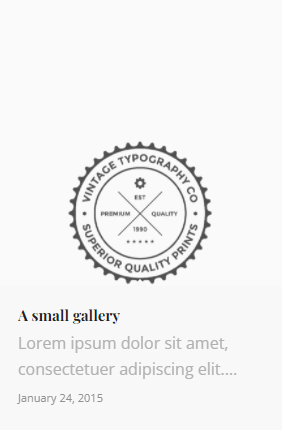 VINTAGE TYPOGRAPHY CO
EST
PREMIUM QUALITY
1990
SUPERIOR QUALITY PRINTS
A small gallery
Lorem ipsum dolor sit amet,
consectetuer adipiscing elit....
January 24, 2015